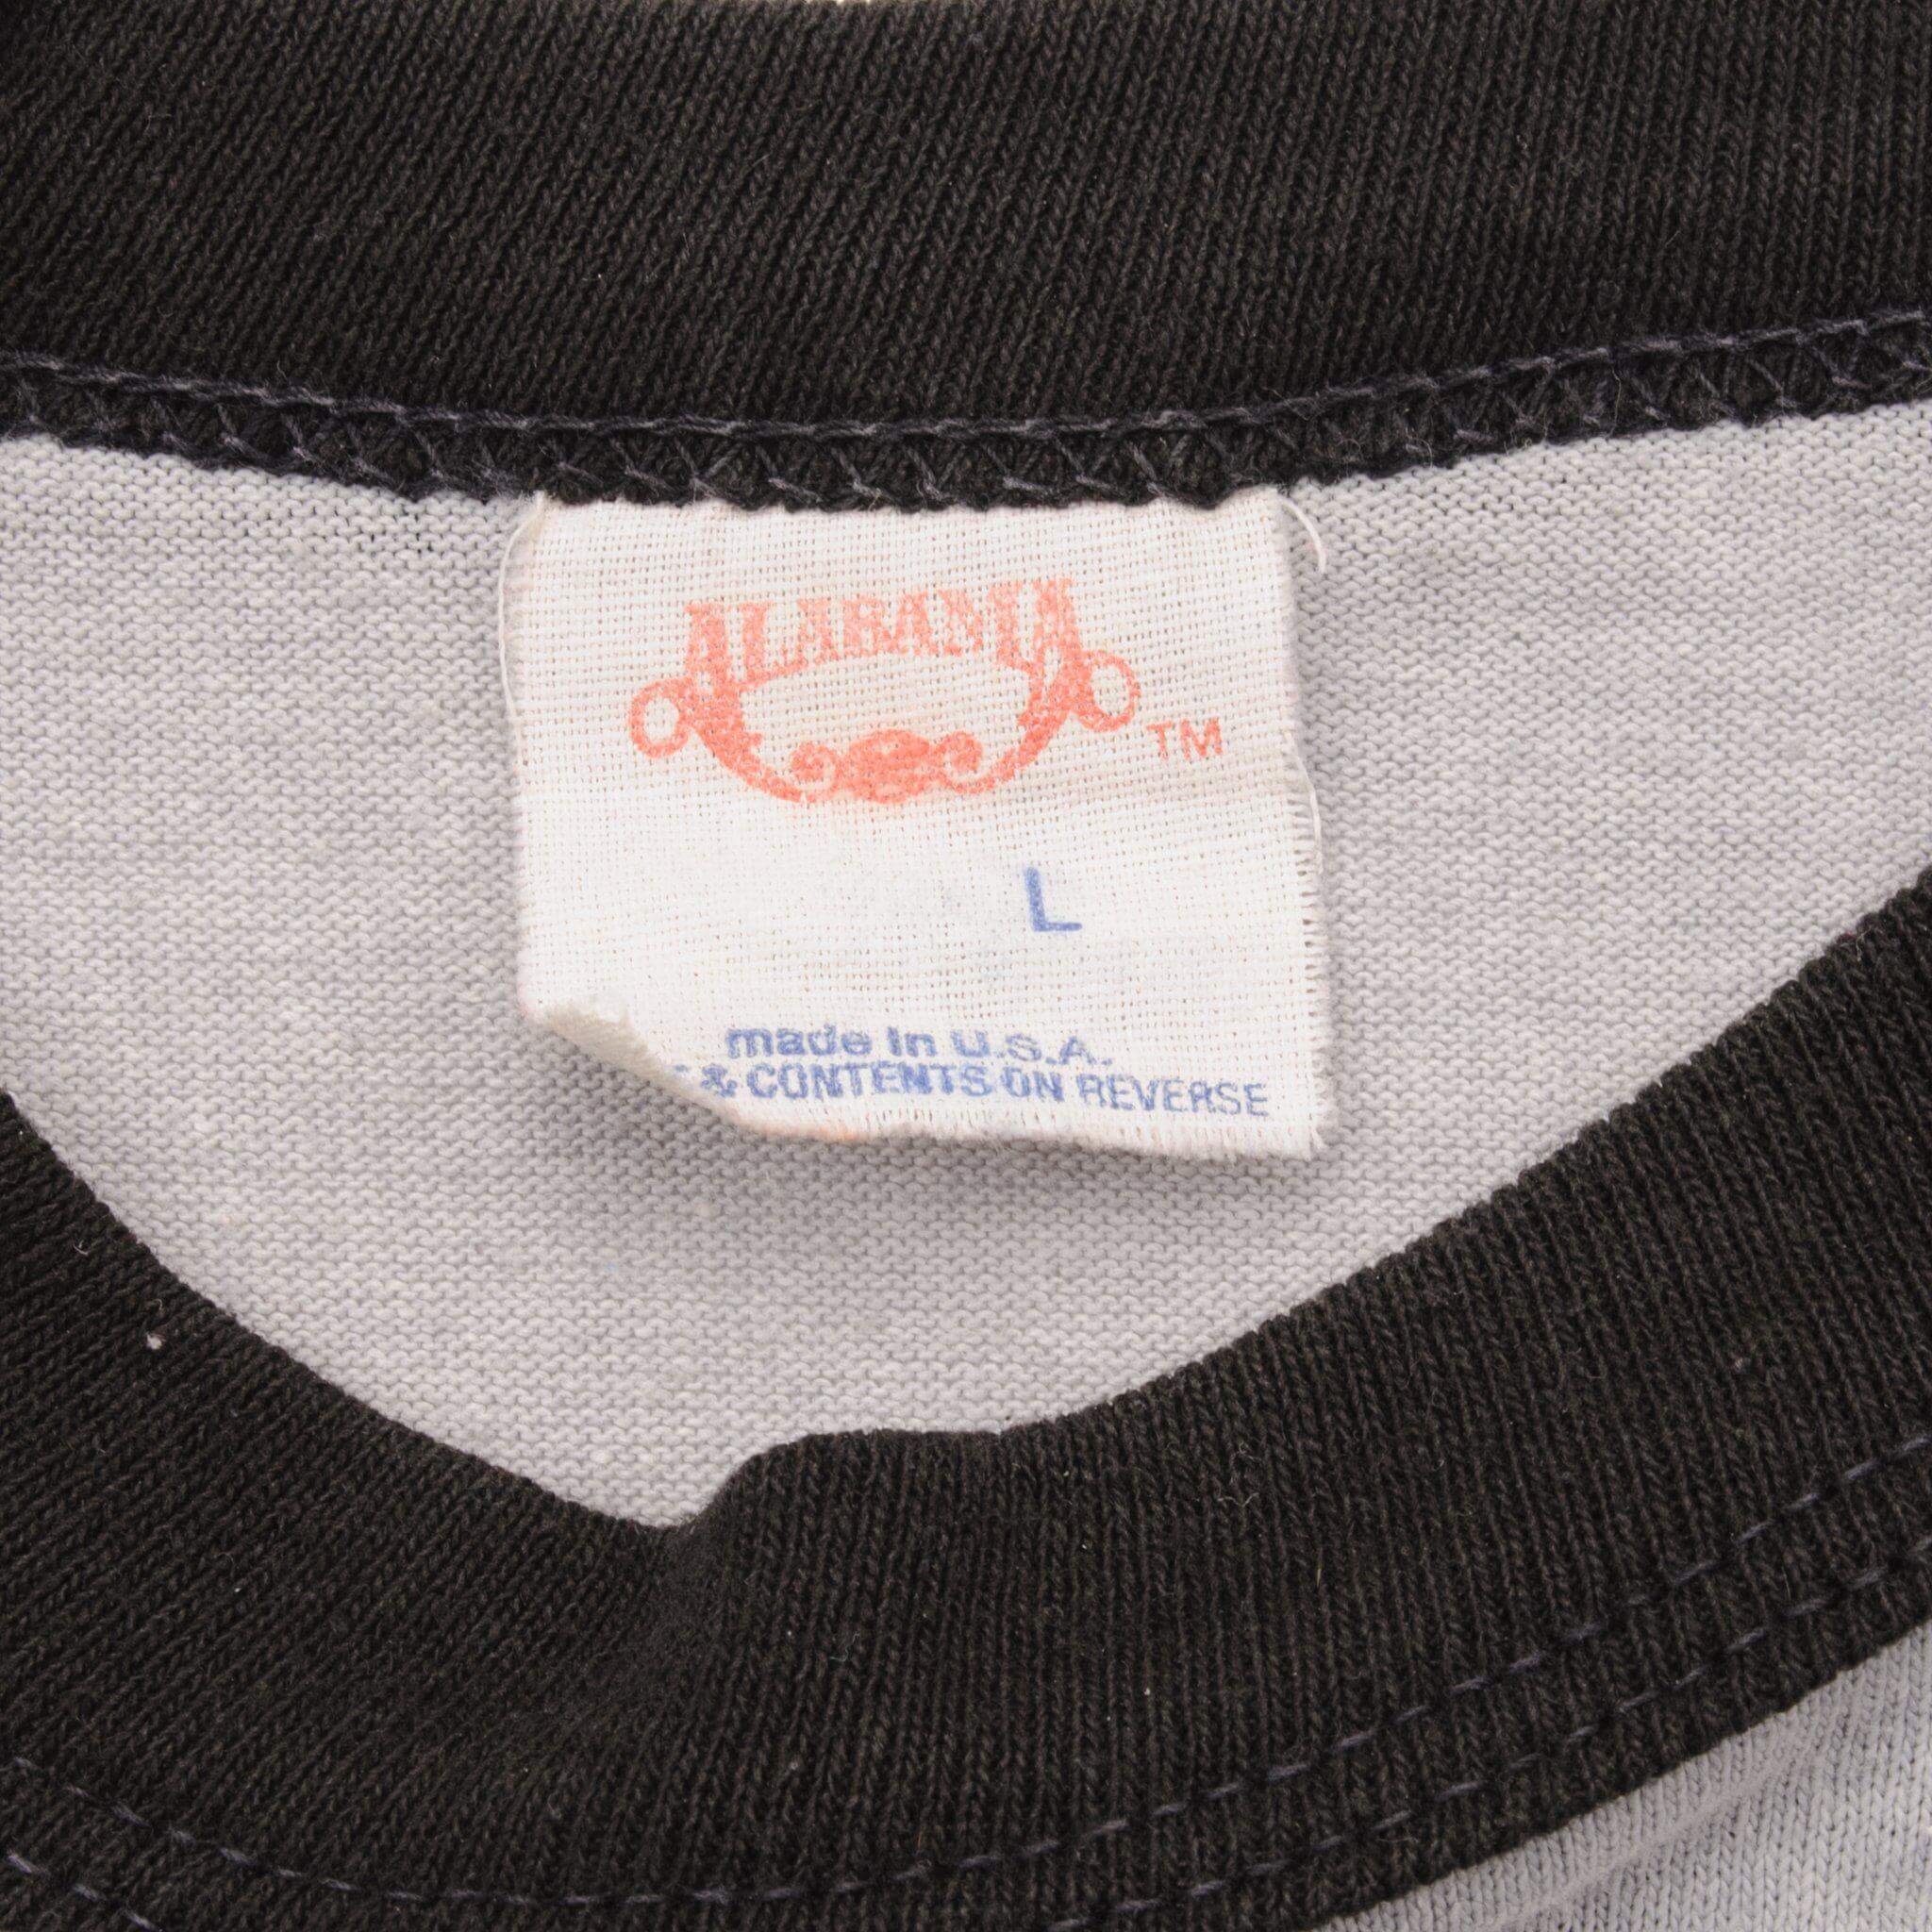 ALABAMA
TM
L
made in U.S.A.
& CONTENTS ON REVERSE